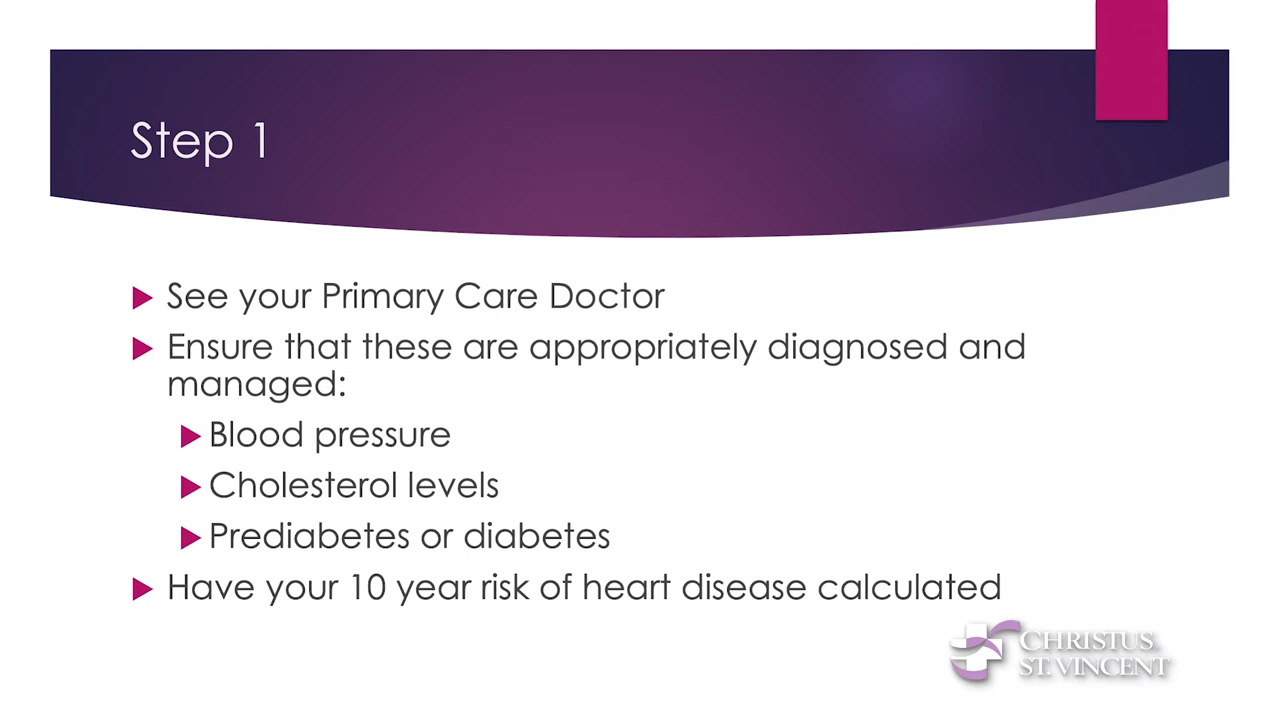 Step 1
See your Primary Care Doctor
Ensure that these are appropriately diagnosed and
managed:
Blood pressure
Cholesterol levels
Prediabetes or diabetes
Have your 10 year risk of heart disease calculated
CHRISTUS.
ST. VINCENT